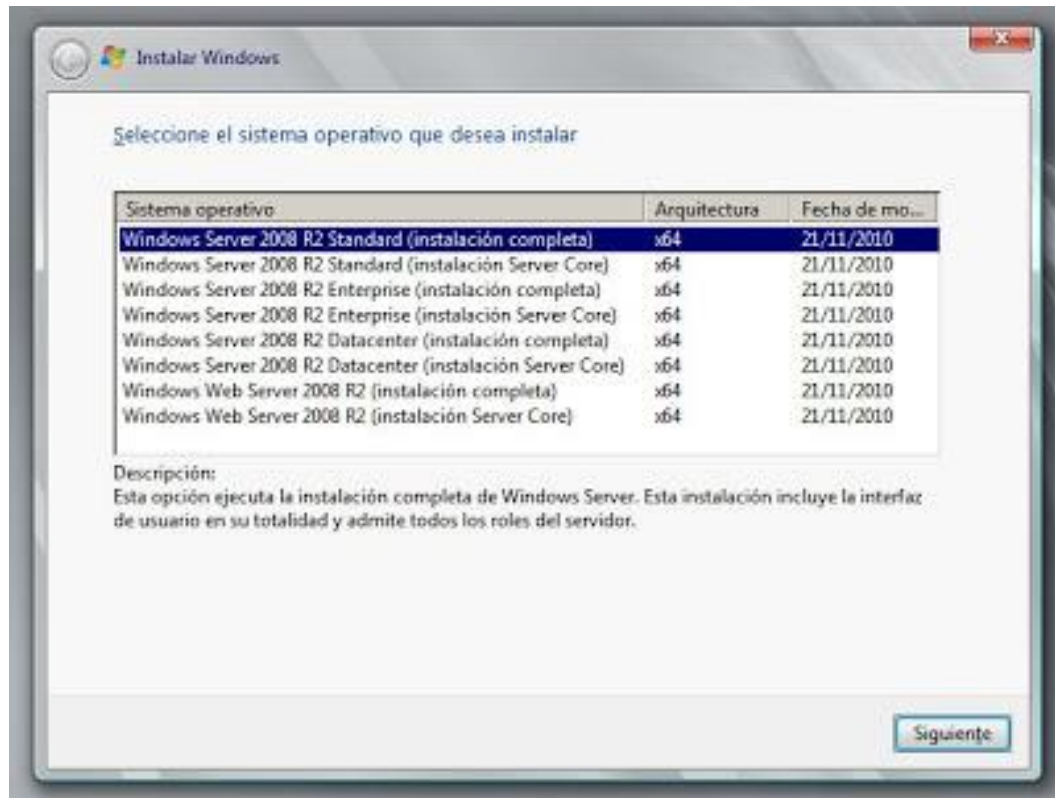 Instalar Windows
Seleccione el sistema operativo que desea instalar
Sistema operativo Arquitectura Fecha de mo...
Windows Server 2008 R2 Standard (instalación completa) x64 21/11/2010
Windows Server 2008 R2 Standard (instalación Server Core) x64 21/11/2010
Windows Server 2008 R2 Enterprise (instalación completa) x64 21/11/2010
Windows Server 2008 R2 Enterprise (instalación Server Core) x64 21/11/2010
Windows Server 2008 R2 Datacenter (instalación completa) x64 21/11/2010
Windows Server 2008 R2 Datacenter (instalación Server Core) x64 21/11/2010
Windows Web Server 2008 R2 (instalación completa) x64 21/11/2010
Windows Web Server 2008 R2 (instalación Server Core) x64 21/11/2010
Descripción:
Esta opción ejecuta la instalación completa de Windows Server. Esta instalación incluye la interfaz
de usuario en su totalidad y admite todos los roles del servidor.
Siguiente